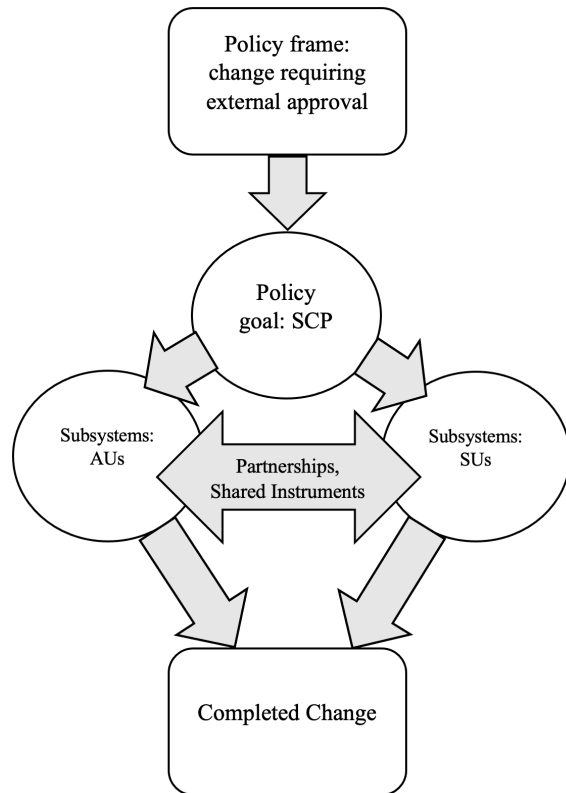 Policy frame:
change requiring
external approval
Policy
goal: SCP
Subsystems:
AUs
Partnerships,
Shared Instruments
Subsystems:
SUs
Completed Change